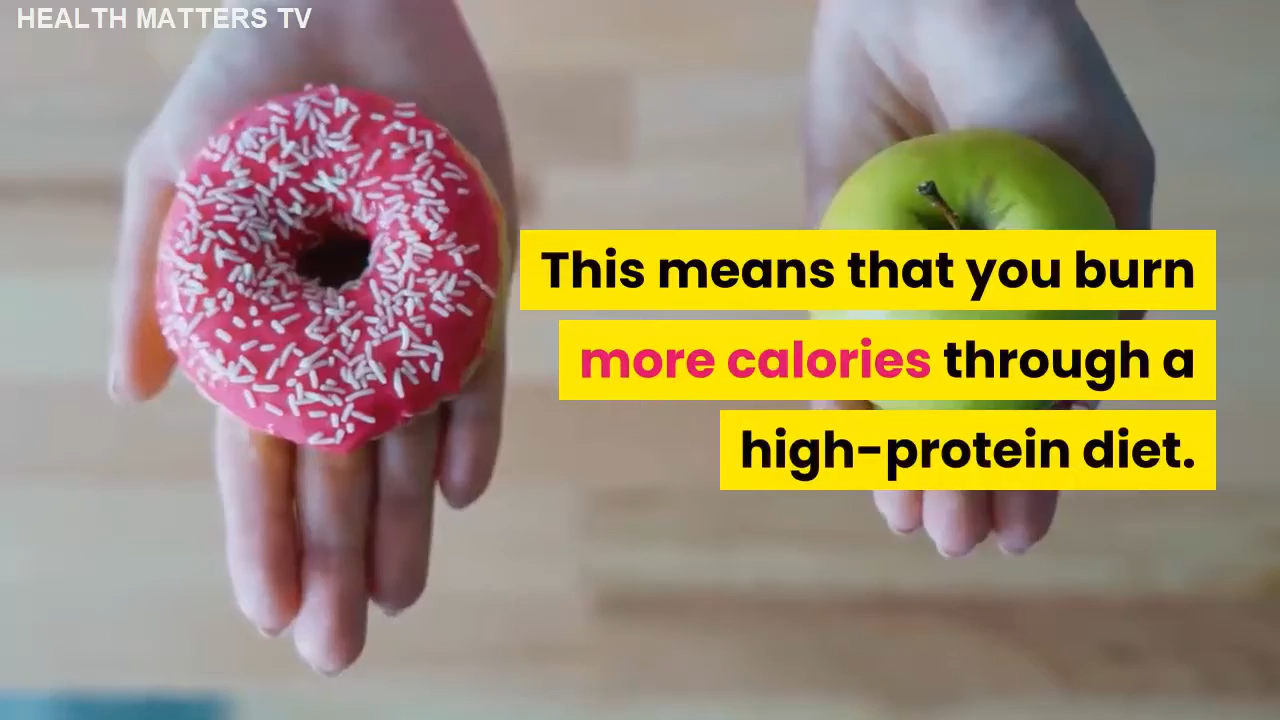 HEALTH MATTERS TV
This means that you burn
more calories through a
high-protein diet.